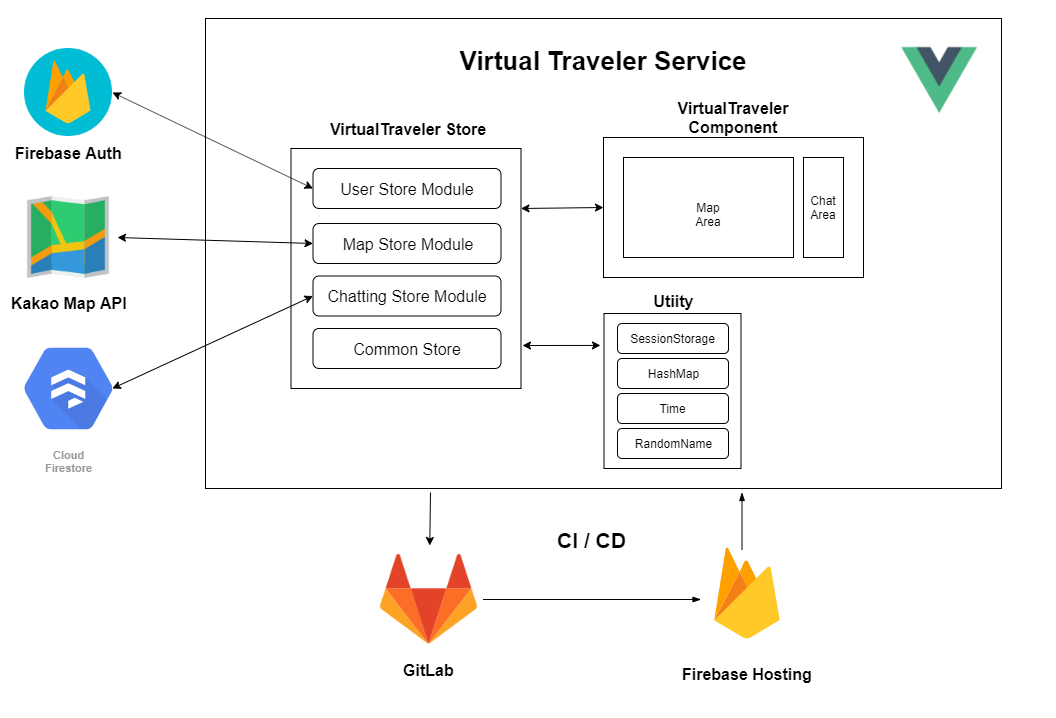 Virtual Traveler Service
Firebase Auth
Kakao Map API
Cloud
Firestore
VirtualTraveler Store
User Store Module
Map Store Module
Chatting Store Module
Common Store
VirtualTraveler
Component
Map
Area
Chat
Area
Utiity
SessionStorage
HashMap
Time
RandomName
CI / CD
GitLab
Firebase Hosting